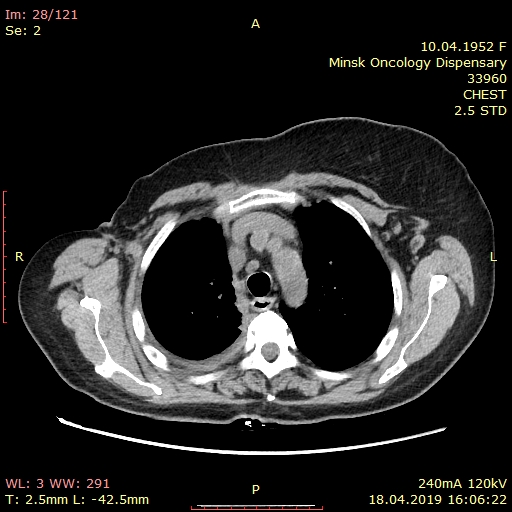 Im: 28/121
Se: 2
A
10.04.1952 F
Minsk Oncology Dispensary
33960
CHEST
2.5 STD
R
L
WL: 3 WW: 291
T: 2.5mm L: -42.5mm
P
240mA 120kV
18.04.2019 16:06:22